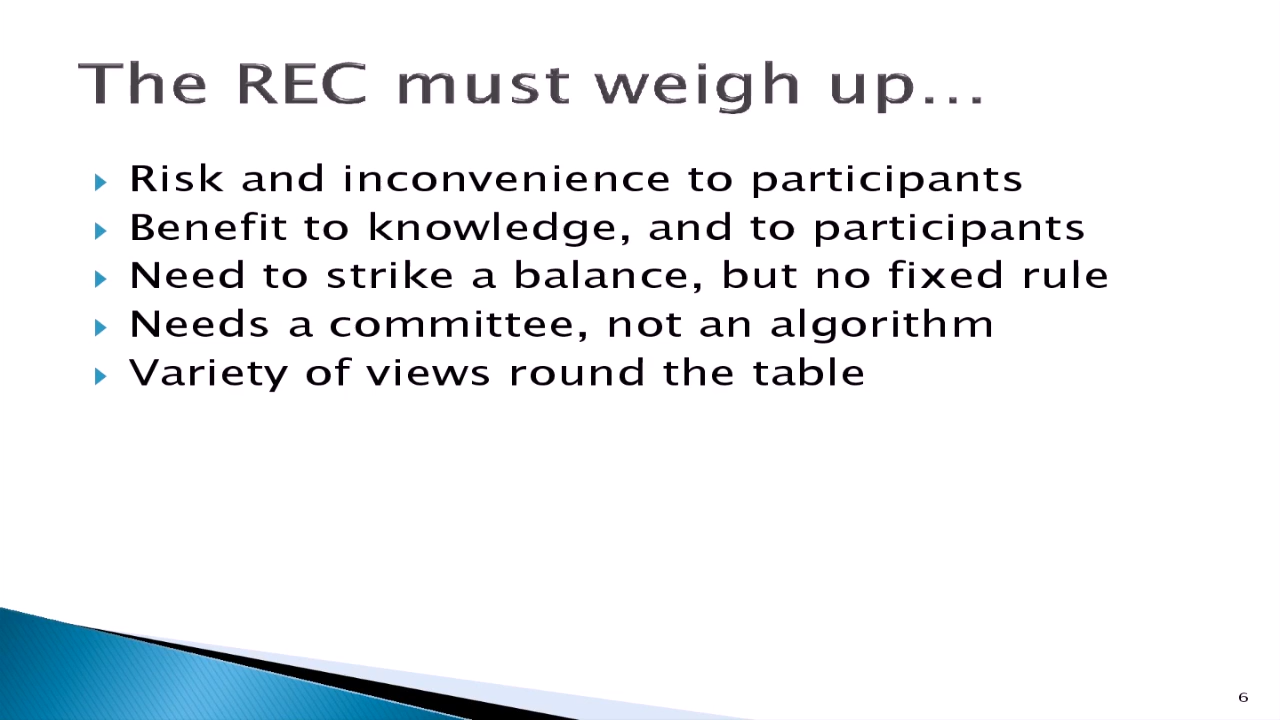 The REC must weigh up...
Risk and inconvenience to participants
Benefit to knowledge, and to participants
Need to strike a balance, but no fixed rule
Needs a committee, not an algorithm
Variety of views round the table
6